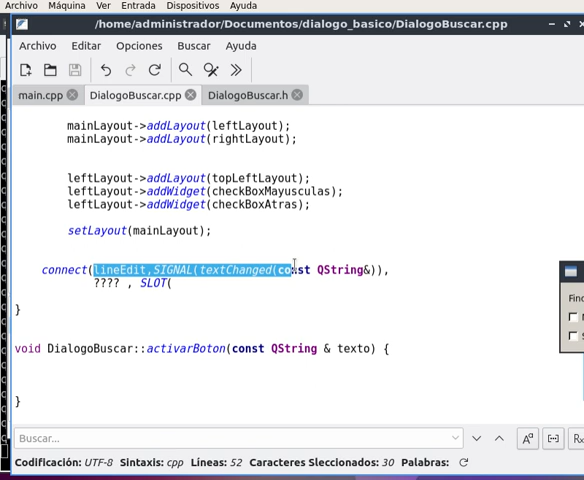 Archivo Máquina Ver Entrada Dispositivos Ayuda
/home/administrador/Documentos/dialogo_basico/DialogoBuscar.cpp
Archivo Editar Opciones Buscar Ayuda
main.cpp DialogoBuscar.cpp DialogoBuscar.h
mainLayout->addLayout(leftLayout);
mainLayout->addLayout(rightLayout);
leftLayout->addLayout(topLeftLayout);
leftLayout->addWidget(checkBoxMayusculas);
leftLayout->addWidget(checkBoxAtras);
setLayout(mainLayout);
connect(lineEdit,SIGNAL(textChanged(const QString&)),
???? , SLOT(
}
void DialogoBuscar::activarBoton(const QString & texto) {
}
Find
Buscar...
Codificación: UTF-8 Sintaxis: cpp Líneas: 52 Caracteres Sleccionados: 30 Palabras: